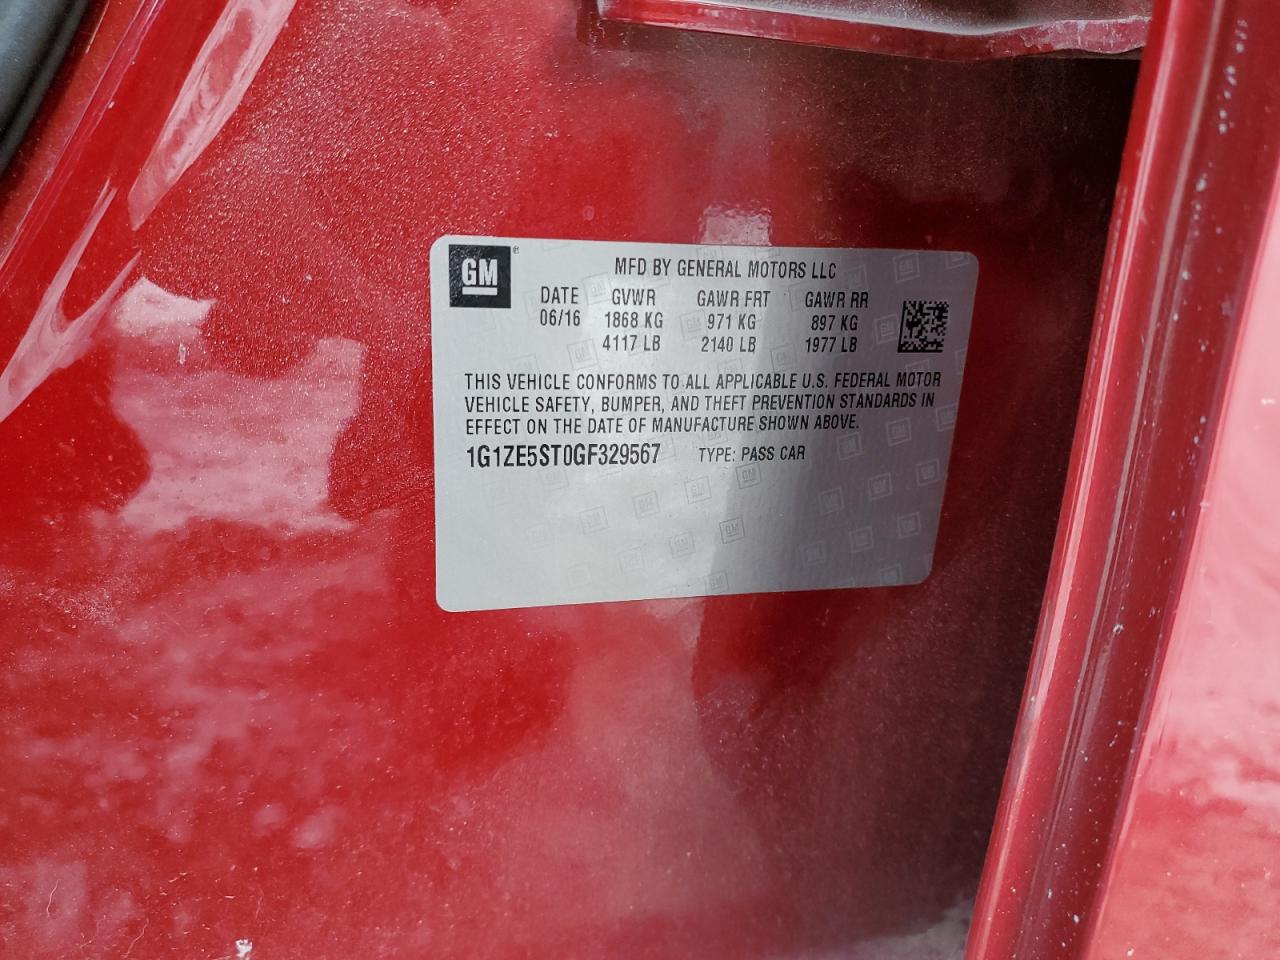 GM®
MFD BY GENERAL MOTORS LLC
DATE GVWR GAWR FRT GAWR RR
06/16 1868 KG 971 KG 897 KG
4117 LB 2140 LB 1977 LB
THIS VEHICLE CONFORMS TO ALL APPLICABLE U.S. FEDERAL MOTOR
VEHICLE SAFETY, BUMPER, AND THEFT PREVENTION STANDARDS IN
EFFECT ON THE DATE OF MANUFACTURE SHOWN ABOVE.
1G1ZE5ST0GF329567 TYPE: PASS CAR